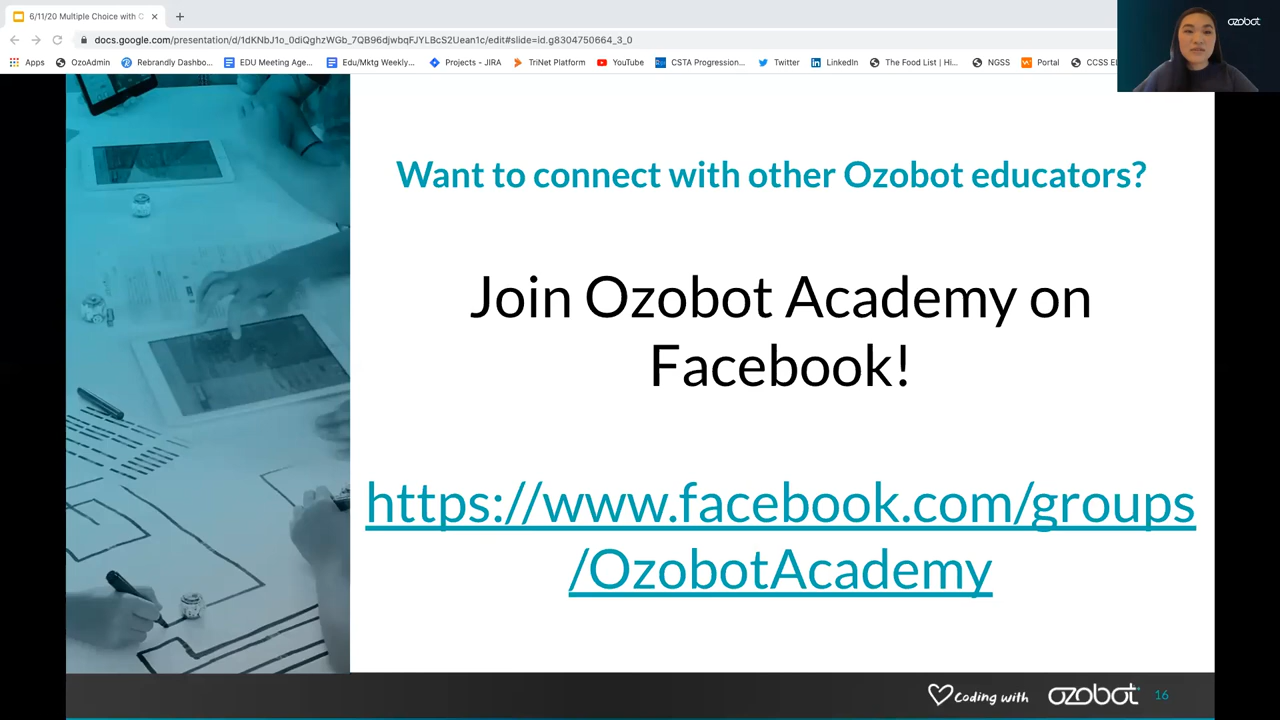 6/11/20 Multiple Choice with
docs.google.com/presentation/d/1dKNbJ1o_0diQghzWGb_7QB96djwbqFJYLBcS2Uean1c/edit#slide=id.g8304750664_3_0
Apps OzoAdmin Rebrandly Dashbo... EDU Meeting Age... Edu/Mktg Weekly... Projects - JIRA TriNet Platform YouTube CSTA Progression... Twitter LinkedIn The Food List | Hi... NGSS Portal CCSS
ozobot
Want to connect with other Ozobot educators?
Join Ozobot Academy on
Facebook!
https://www.facebook.com/groups
/OzobotAcademy
Coding with ozobot 16